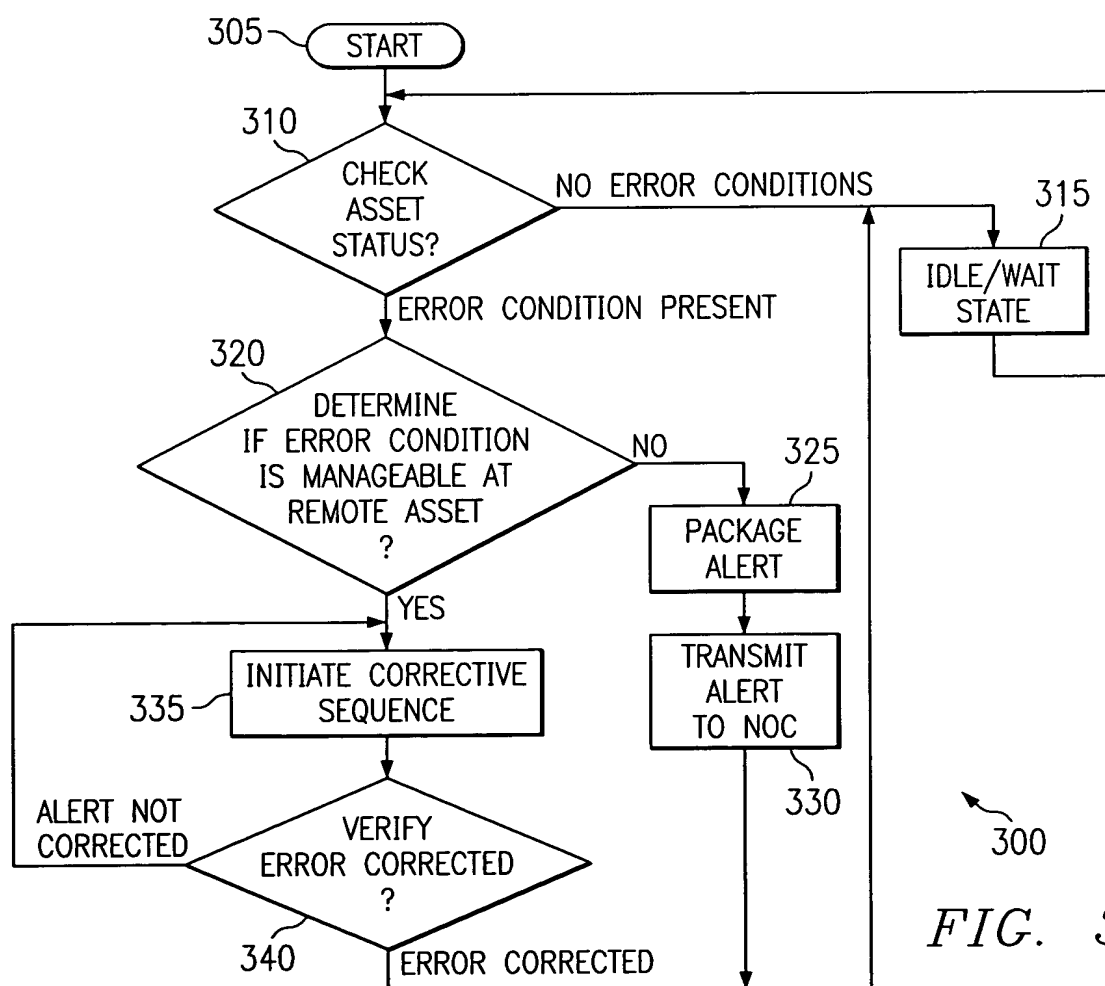 305
START
310
CHECK
ASSET
STATUS?
NO ERROR CONDITIONS
315
IDLE/WAIT
STATE
ERROR CONDITION PRESENT
320
DETERMINE
IF ERROR CONDITION
IS MANAGEABLE AT
REMOTE ASSET
?
NO
325
PACKAGE
ALERT
YES
335
INITIATE CORRECTIVE
SEQUENCE
TRANSMIT
ALERT
TO NOC
330
ALERT NOT
CORRECTED
VERIFY
ERROR CORRECTED
?
340
ERROR CORRECTED
300
FIG. 3